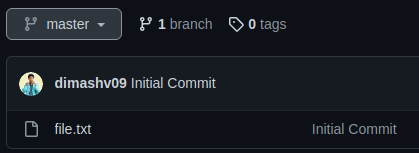 master 1 branch 0 tags
dimashv09 Initial Commit
file.txt Initial Commit